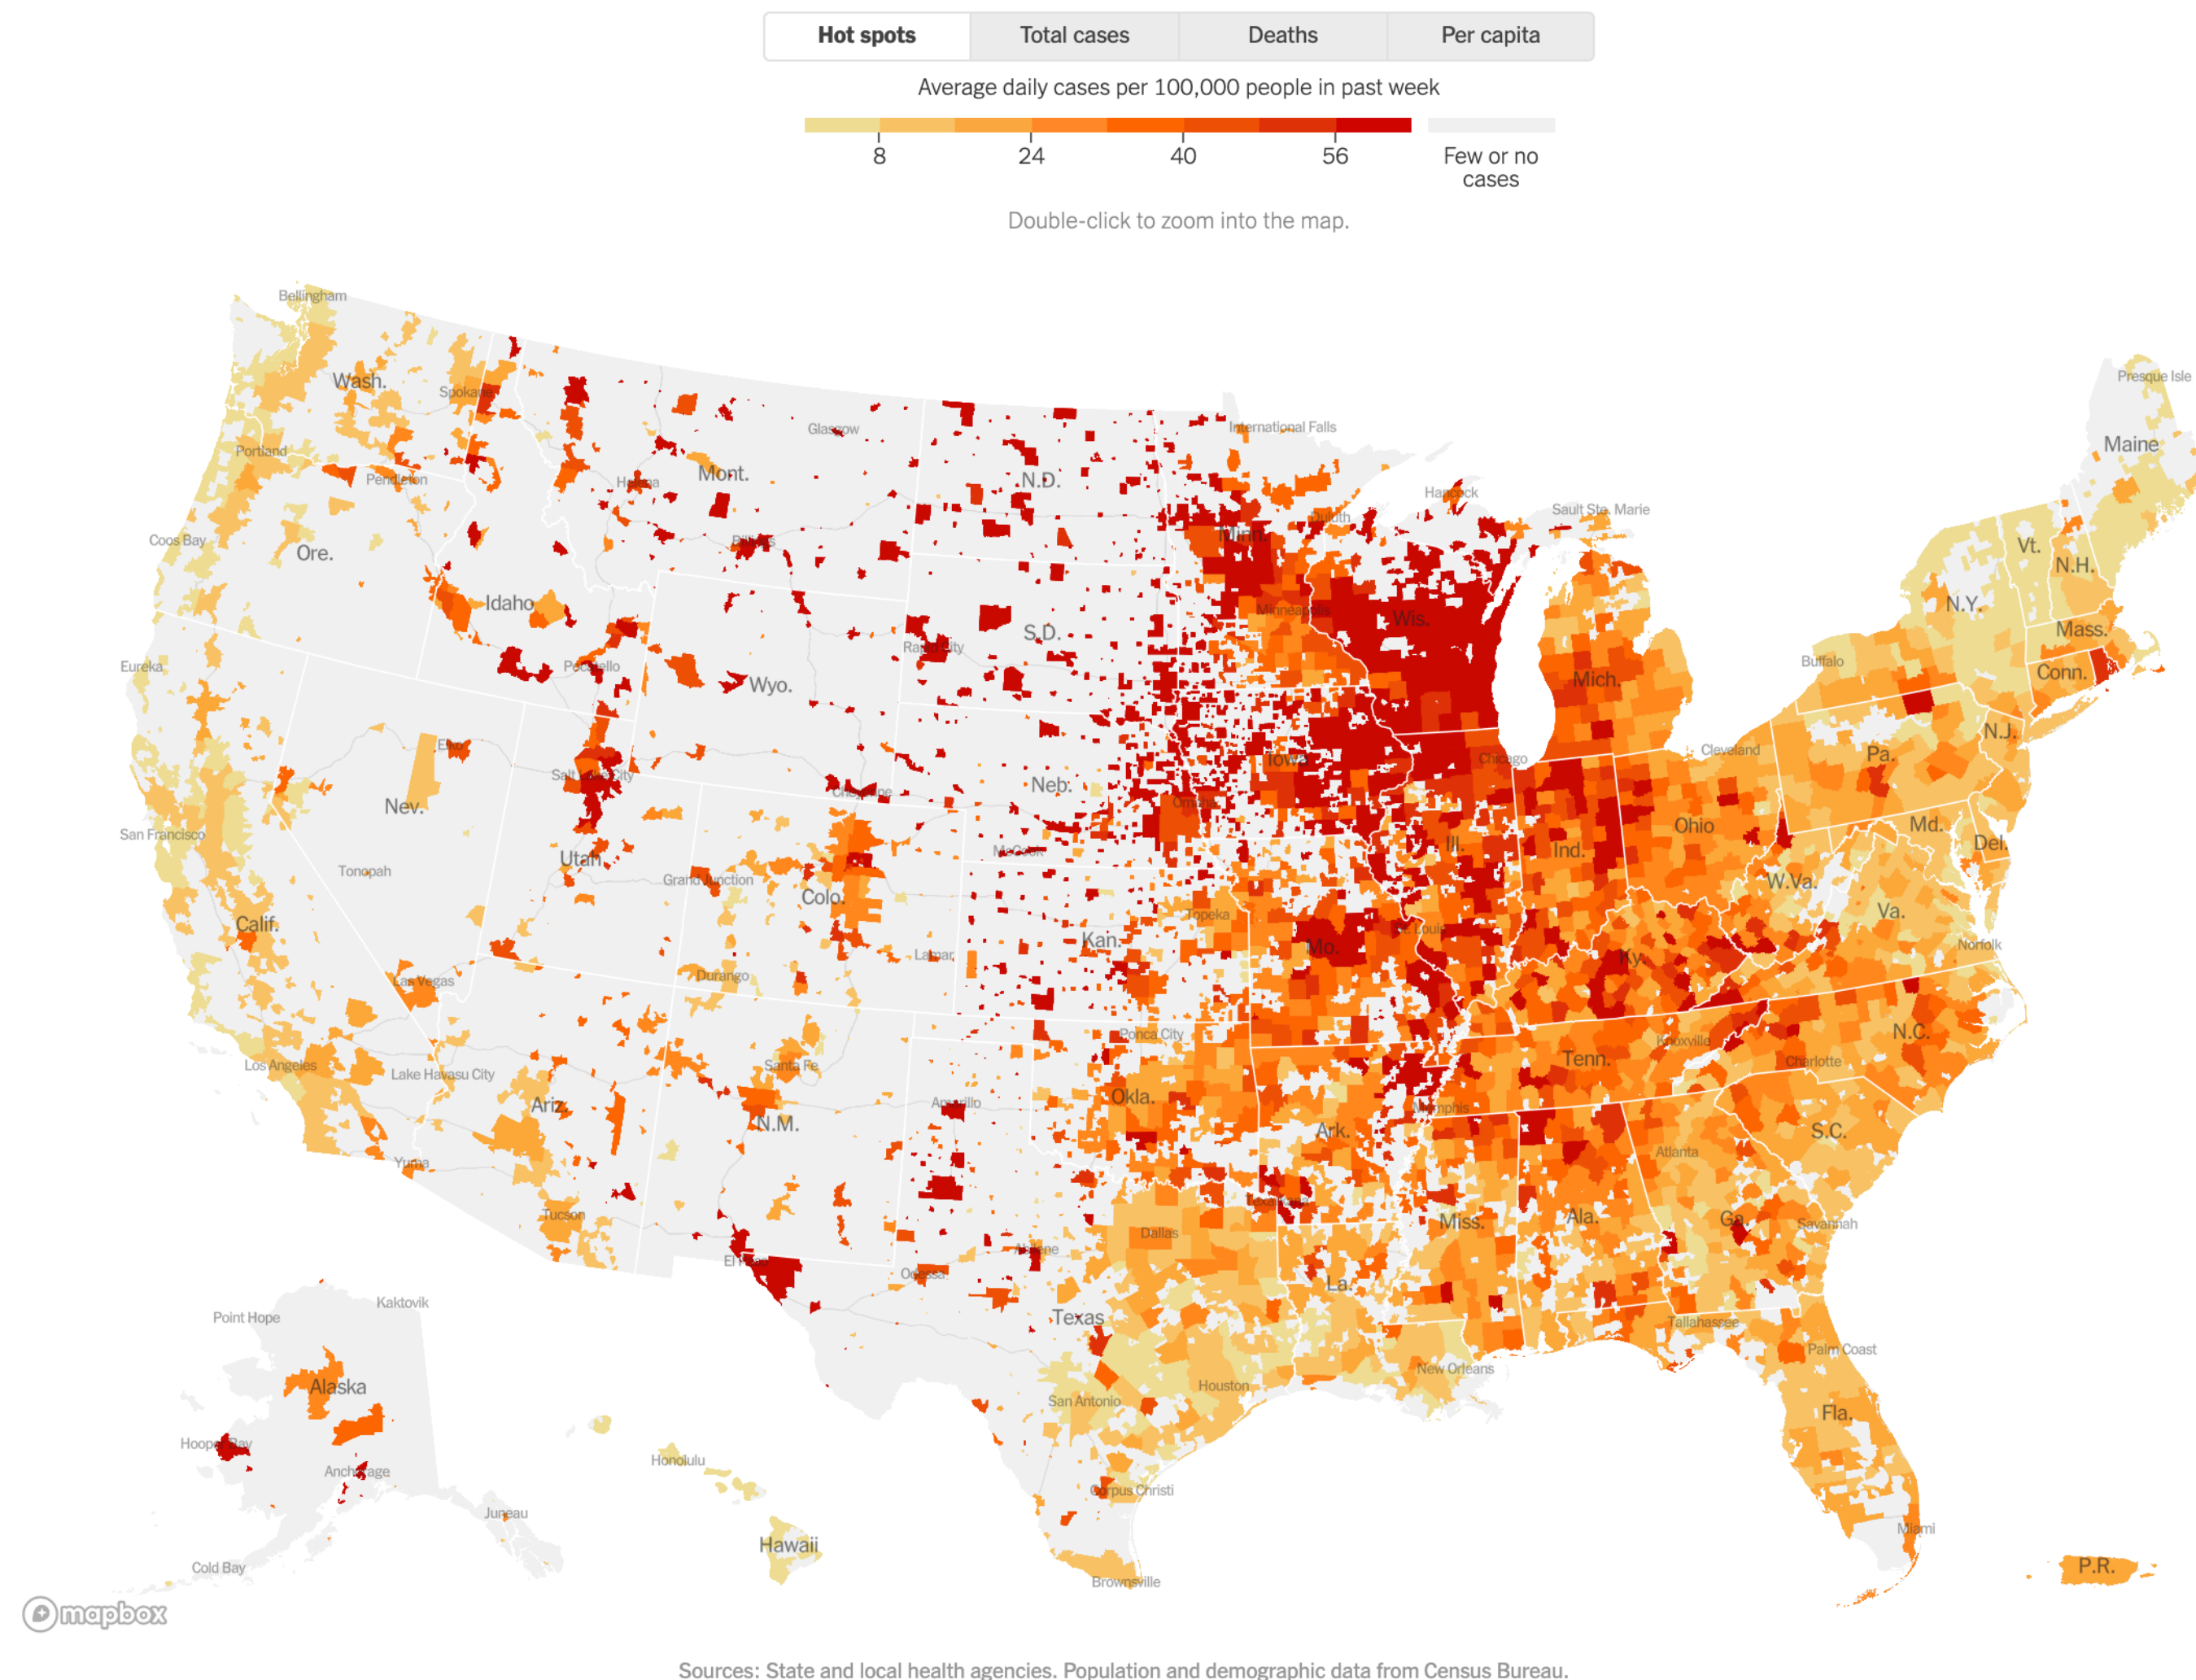 Hot spots
Total cases
Deaths
Per capita
Average daily cases per 100,000 people in past week
8
24
40
56
Few or no
cases
Double-click to zoom into the map.
Bellingham
Wash.
Spokane
Portland
Pendleton
Coos Bay
Ore.
Idaho
Pocatello
Helena
Mont.
Glasgow
Billings
N.D.
International Falls
Minn.
Duluth
Hancock
Sault Ste. Marie
Presque Isle
Maine
Vt.
N.H.
N.Y.
Mass.
Conn.
Buffalo
Eureka
Wyo.
Rapid City
S.D.
Minneapolis
Wis.
Mich.
Elko
Nev.
Salt Lake City
Cheyenne
Neb.
Omaha
Iowa
Chicago
Cleveland
Pa.
N.J.
San Francisco
Tonopah
Utah
Grand Junction
Colo.
McCook
Ill.
Ind.
Ohio
Md.
Del.
W.Va.
Va.
Norfolk
Calif.
Las Vegas
Durango
Lamar
Kan.
Topeka
Mo.
St. Louis
Ky.
Los Angeles
Lake Havasu City
Santa Fe
Ponca City
Knoxville
N.C.
Charlotte
Tenn.
Ariz.
N.M.
Amarillo
Okla.
Ark.
Memphis
Atlanta
S.C.
Yuma
Tucson
El Paso
Odessa
Abilene
Dallas
Texarkana
Miss.
Ala.
Ga.
Savannah
La.
Texas
Tallahassee
Palm Coast
New Orleans
Houston
San Antonio
Fla.
Corpus Christi
Brownsville
Miami
P.R.
Point Hope
Kaktovik
Alaska
Hooper Bay
Anchorage
Juneau
Cold Bay
Honolulu
Hawaii
mapbox
Sources: State and local health agencies. Population and demographic data from Census Bureau.